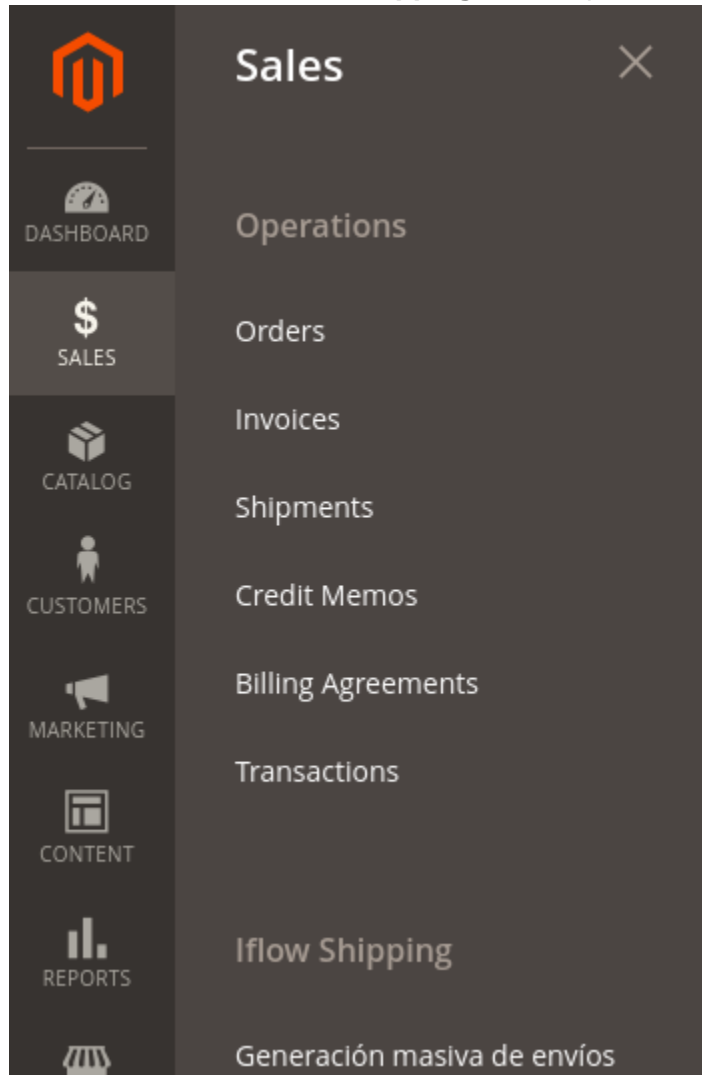 DASHBOARD
SALES
CATALOG
CUSTOMERS
MARKETING
CONTENT
REPORTS
Sales
Operations
Orders
Invoices
Shipments
Credit Memos
Billing Agreements
Transactions
Iflow Shipping
Generación masiva de envíos